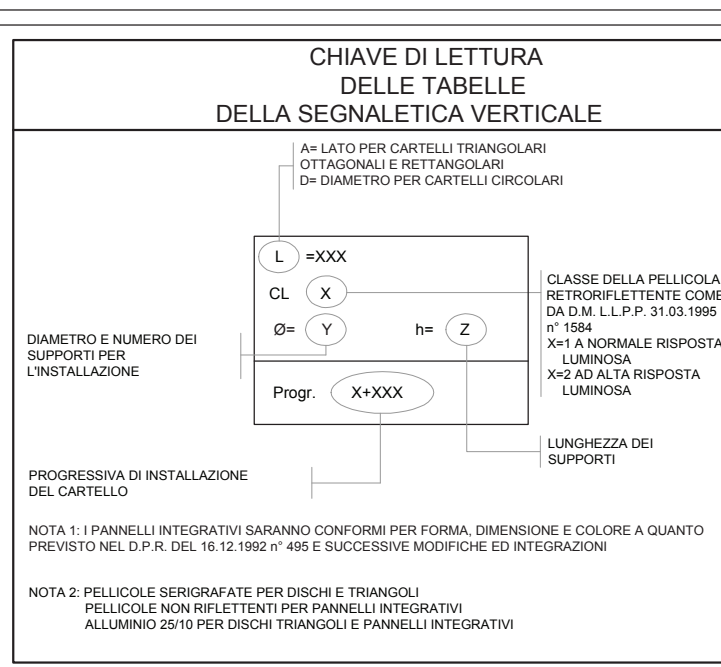 CHIAVE DI LETTURA
DELLE TABELLE
DELLA SEGNALETICA VERTICALE
A= LATO PER CARTELLI TRIANGOLARI
OTTAGONALI E RETTANGOLARI
D= DIAMETRO PER CARTELLI CIRCOLARI
L =XXX
CL X
Ø= Y h= Z
Progr. X+XXX
CLASSE DELLA PELLICOLA
RETRORIFLETTENTE COME
DA D.M. L.L.P.P. 31.03.1995
n° 1584
X=1 A NORMALE RISPOSTA
LUMINOSA
X=2 AD ALTA RISPOSTA
LUMINOSA
DIAMETRO E NUMERO DEI
SUPPORTI PER
L'INSTALLAZIONE
LUNGHEZZA DEI
SUPPORTI
PROGRESSIVA DI INSTALLAZIONE
DEL CARTELLO
NOTA 1: I PANNELLI INTEGRATIVI SARANNO CONFORMI PER FORMA, DIMENSIONE E COLORE A QUANTO
PREVISTO NEL D.P.R. DEL 16.12.1992 n° 495 E SUCCESSIVE MODIFICHE ED INTEGRAZIONI
NOTA 2: PELLICOLE SERIGRAFATE PER DISCHI E TRIANGOLI
PELLICOLE NON RIFLETTENTI PER PANNELLI INTEGRATIVI
ALLUMINIO 25/10 PER DISCHI TRIANGOLI E PANNELLI INTEGRATIVI